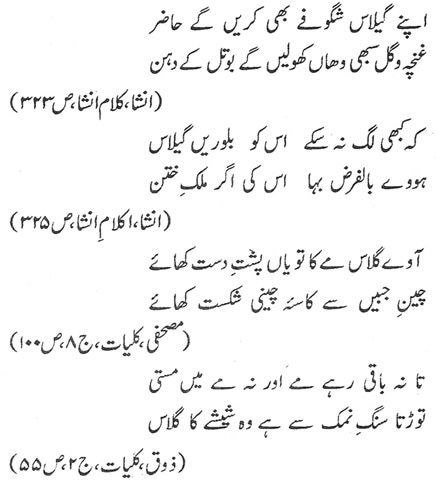 اپنے گیلاس شگوفے بھی کریں گے حاضر
غنچہ و گل سبھی وھاں کھولیں گے بوتل کے دہن
(انشا، کلام انشا، ص ۳۲۳)
کہ کبھی لگ نہ سکے اس کو بلوریں گیلاس
ہووے بالفرض بہا اس کی اگر ملکِ ختن
(انشا، اکلامِ انشا، ص ۳۲۵)
آوے گلاس مے کا تو یاں پشتِ دست کھائے
چینِ جبیں سے کاسۂ چینی شکست کھائے
(مصحفی، کلیات، ج ۸، ص ۱۰۰)
تا نہ باقی رہے مے اور نہ مے میں مستی
توڑتا سنگِ نمک سے ہے وہ شیشے کا گلاس
(ذوق، کلیات، ج ۲، ص ۵۵)